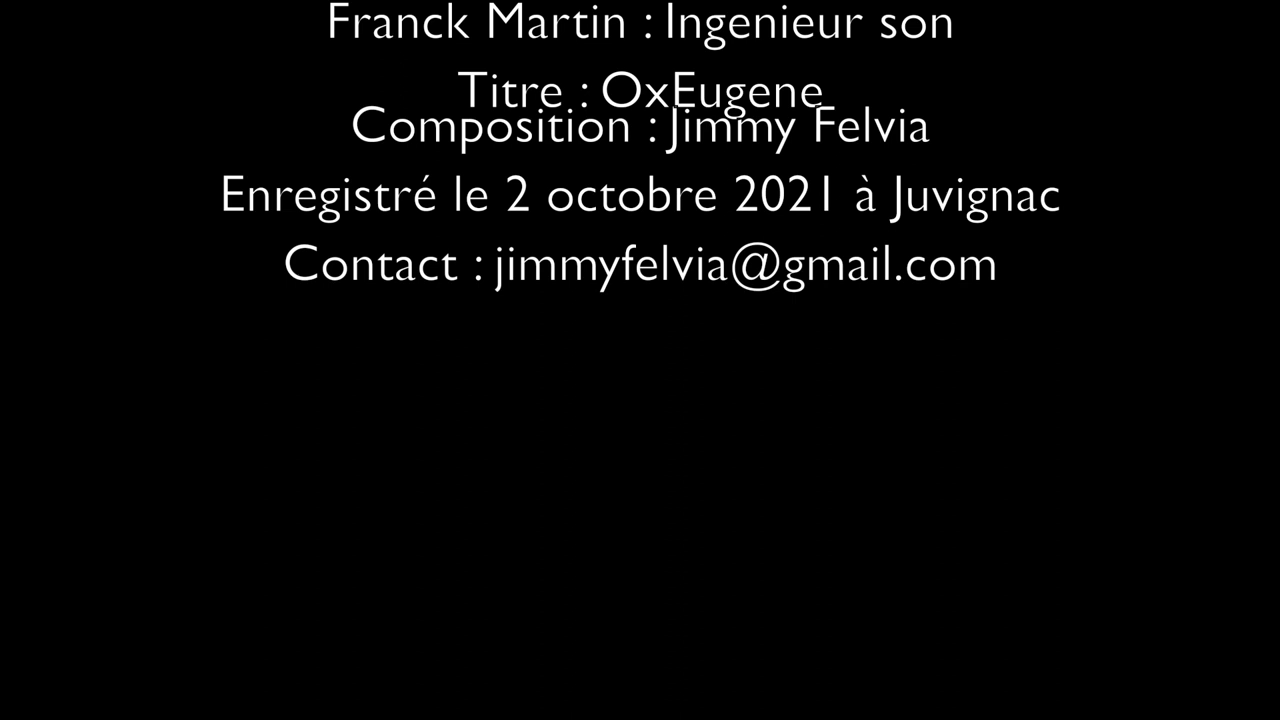 Franck Martin : Ingenieur son
Titre : OxEugene
Composition : Jimmy Felvia
Enregistré le 2 octobre 2021 à Juvignac
Contact : jimmyfelvia@gmail.com